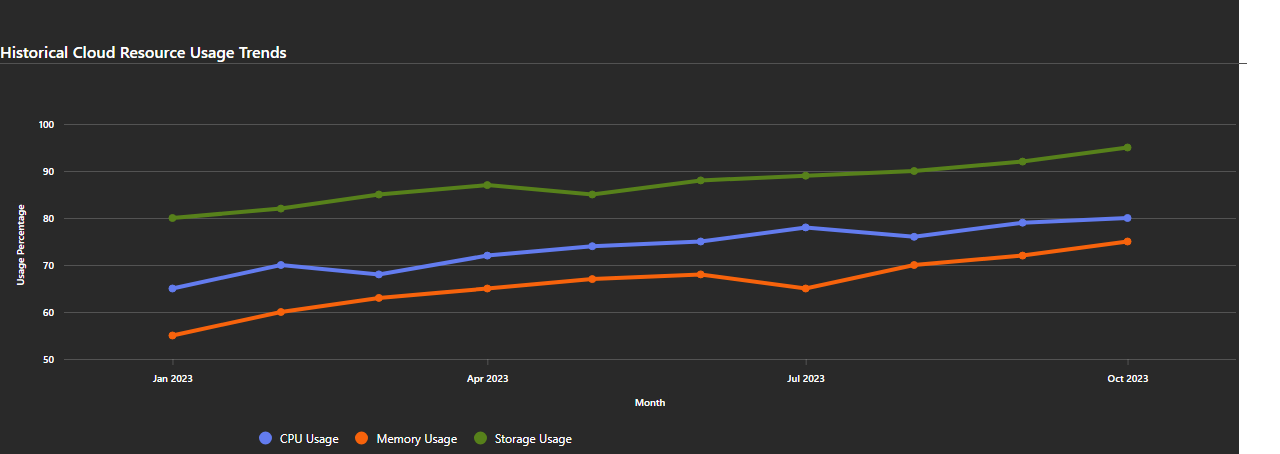 Historical Cloud Resource Usage Trends
100
90
80
70
60
50
Usage Percentage
Jan 2023 Apr 2023 Jul 2023 Oct 2023
Month
CPU Usage Memory Usage Storage Usage